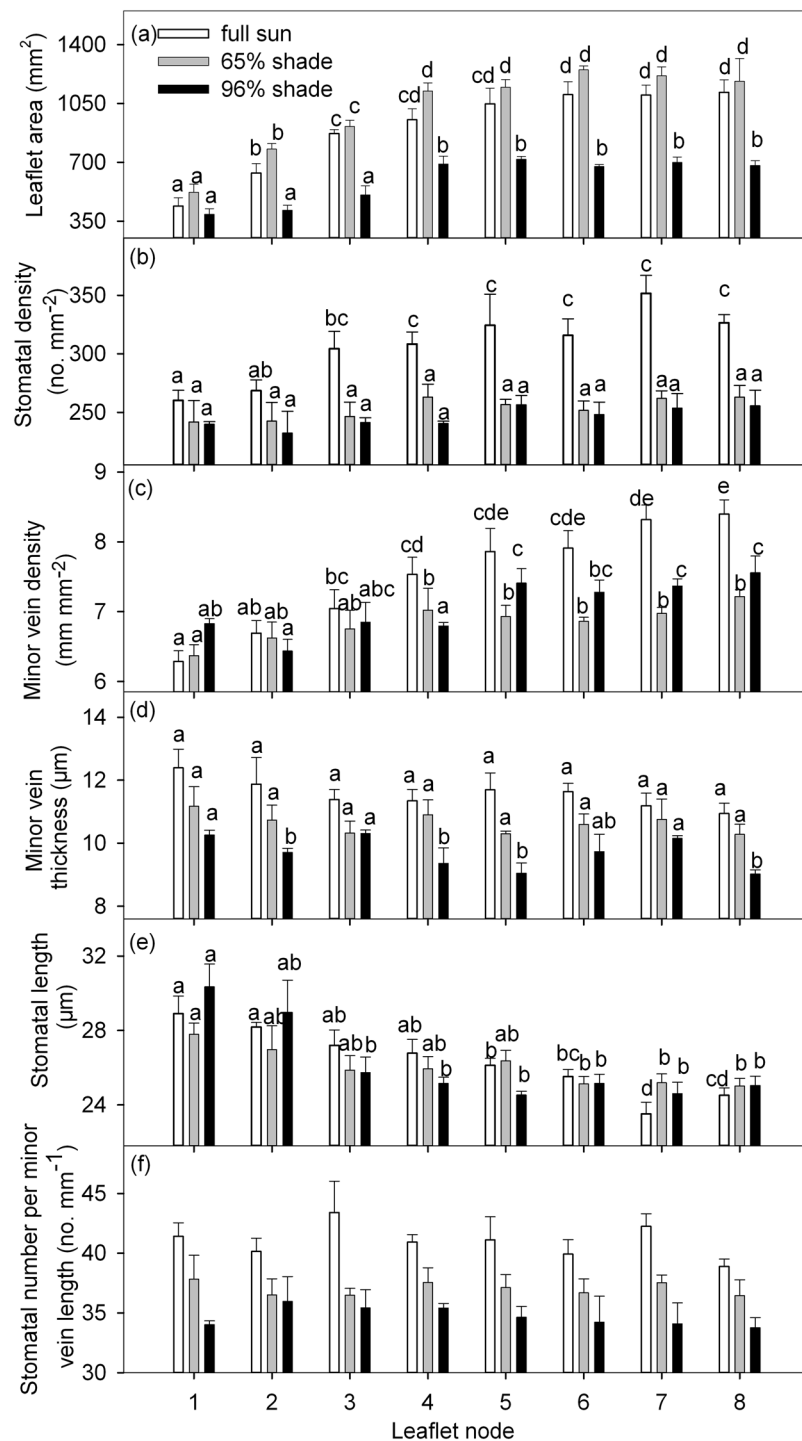 (a)
full sun
65% shade
96% shade
Leaflet area (mm²)
1400
1050
700
350
a a a
b b a
c c a
cd d b
cd d b
d d b
d d b
d d b
(b)
Stomatal density
(no. mm⁻²)
350
300
250
a a a
ab a a
bc a a
c a a
c a a
c a a
c a a
c a a
(c)
Minor vein density
(mm mm⁻²)
9
8
7
6
a a ab
ab ab a
bc ab abc
cd b a
cde b c
cde b bc
de b c
e b c
(d)
Minor vein
thickness (µm)
14
12
10
8
a a a
a a b
a a a
a a b
a a b
a a ab
a a a
a a b
(e)
Stomatal length
(µm)
32
28
24
a a a
a ab ab
ab ab b
ab ab b
b ab b
bc b b
d b b
cd b b
(f)
Stomatal number per minor
vein length (no. mm⁻¹)
45
40
35
30
1 2 3 4 5 6 7 8
Leaflet node